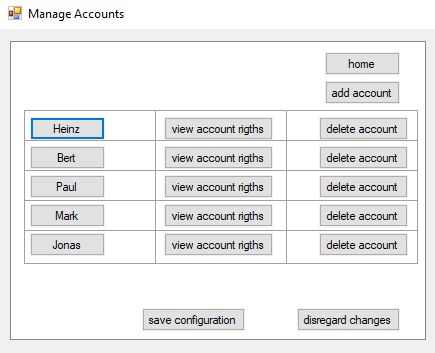 Manage Accounts
home
add account
Heinz view account rigths delete account
Bert view account rigths delete account
Paul view account rigths delete account
Mark view account rigths delete account
Jonas view account rigths delete account
save configuration disregard changes